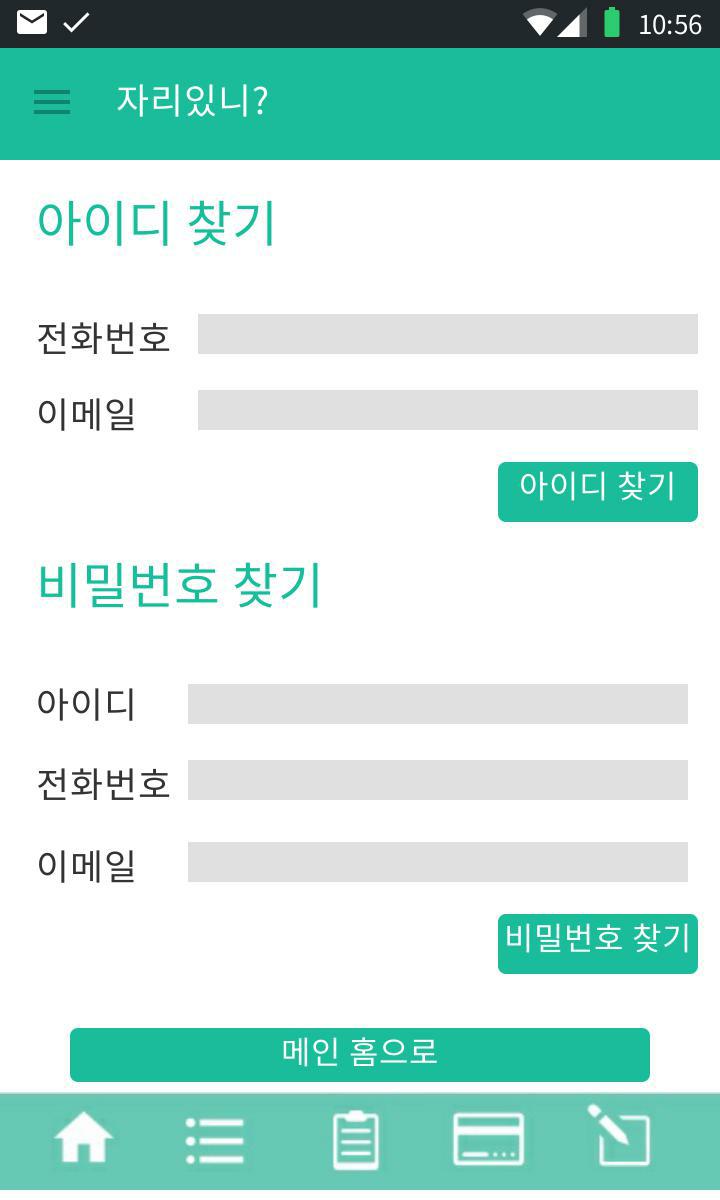 10:56
자리있니?
아이디 찾기
전화번호
이메일
아이디 찾기
비밀번호 찾기
아이디
전화번호
이메일
비밀번호 찾기
메인 홈으로